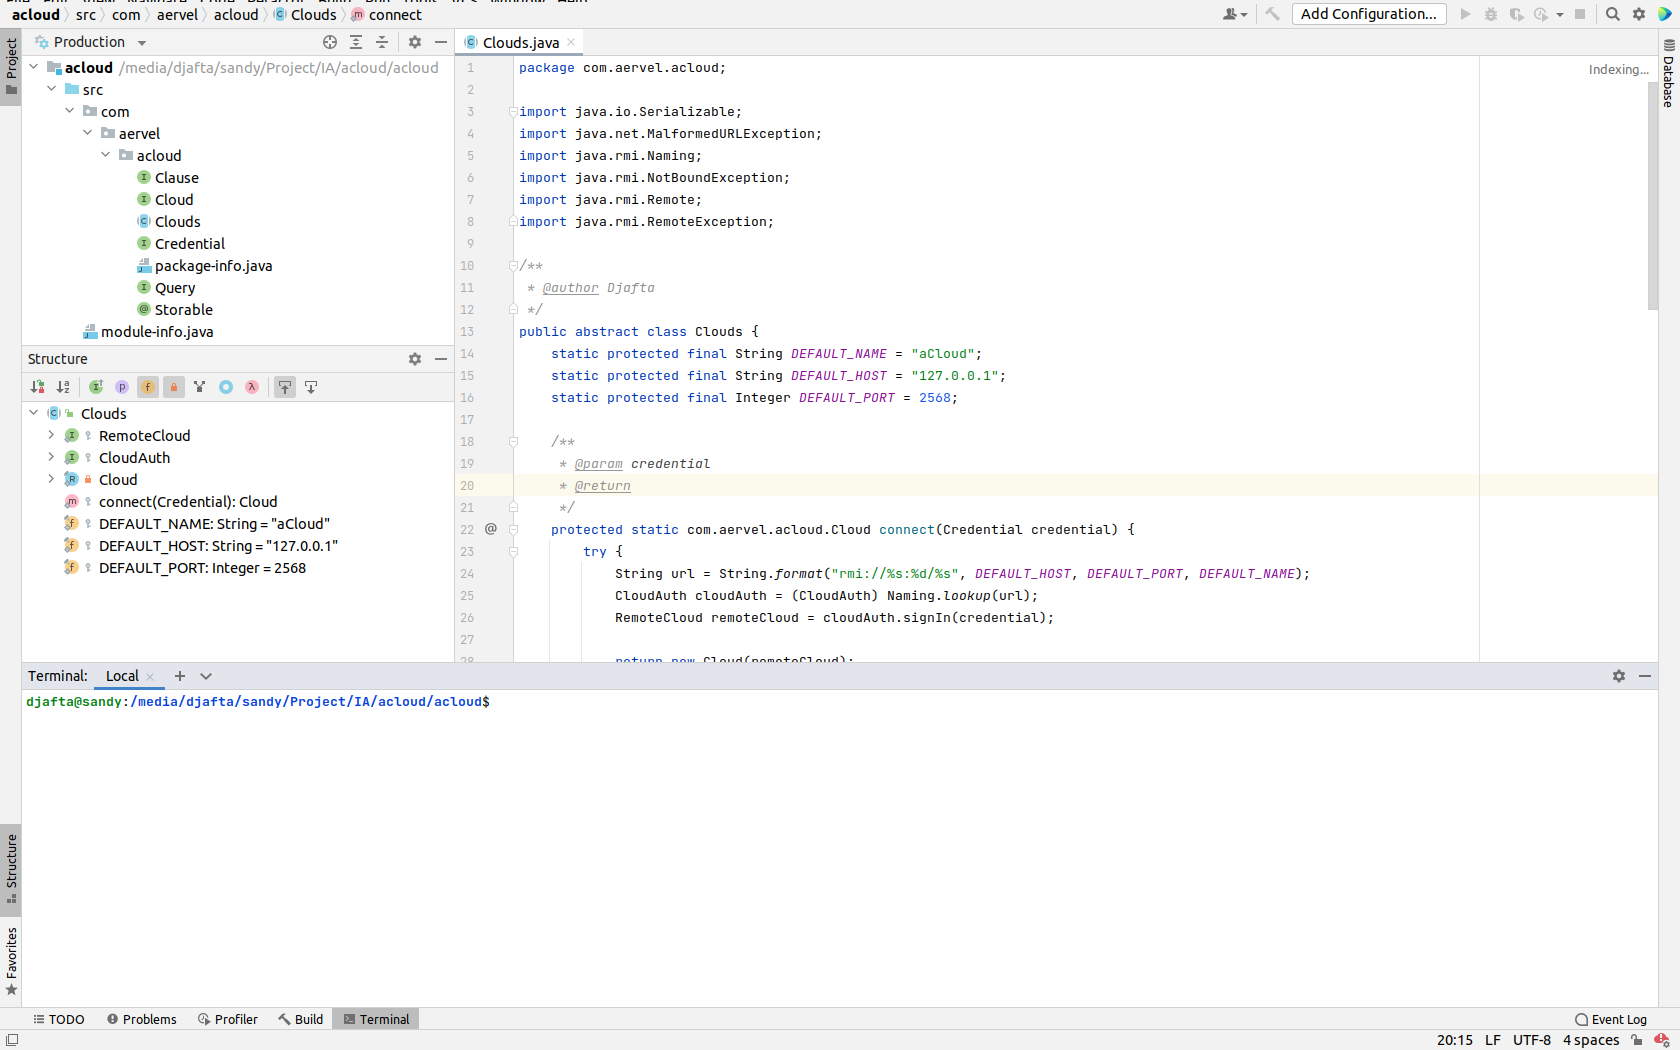 acloud src com aervel acloud Clouds connect
Add Configuration...
Project
Production
Clouds.java
Database
acloud /media/djafta/sandy/Project/IA/acloud/acloud
src
com
aervel
acloud
Clause
Cloud
Clouds
Credential
package-info.java
Query
Storable
module-info.java
Structure
Clouds
RemoteCloud
CloudAuth
Cloud
connect(Credential): Cloud
DEFAULT_NAME: String = "aCloud"
DEFAULT_HOST: String = "127.0.0.1"
DEFAULT_PORT: Integer = 2568
Indexing...
1 package com.aervel.acloud;
2
3 import java.io.Serializable;
4 import java.net.MalformedURLException;
5 import java.rmi.Naming;
6 import java.rmi.NotBoundException;
7 import java.rmi.Remote;
8 import java.rmi.RemoteException;
9
10 /**
11 * @author Djafta
12 */
13 public abstract class Clouds {
14 static protected final String DEFAULT_NAME = "aCloud";
15 static protected final String DEFAULT_HOST = "127.0.0.1";
16 static protected final Integer DEFAULT_PORT = 2568;
17
18 /**
19 * @param credential
20 * @return
21 */
22 @ protected static com.aervel.acloud.Cloud connect(Credential credential) {
23 try {
24 String url = String.format("rmi://%s:%d/%s", DEFAULT_HOST, DEFAULT_PORT, DEFAULT_NAME);
25 CloudAuth cloudAuth = (CloudAuth) Naming.lookup(url);
26 RemoteCloud remoteCloud = cloudAuth.signIn(credential);
27
28 return new Cloud(remoteCloud);
Terminal: Local
djafta@sandy:/media/djafta/sandy/Project/IA/acloud/acloud$
Structure
Favorites
TODO Problems Profiler Build Terminal Event Log
20:15 LF UTF-8 4 spaces